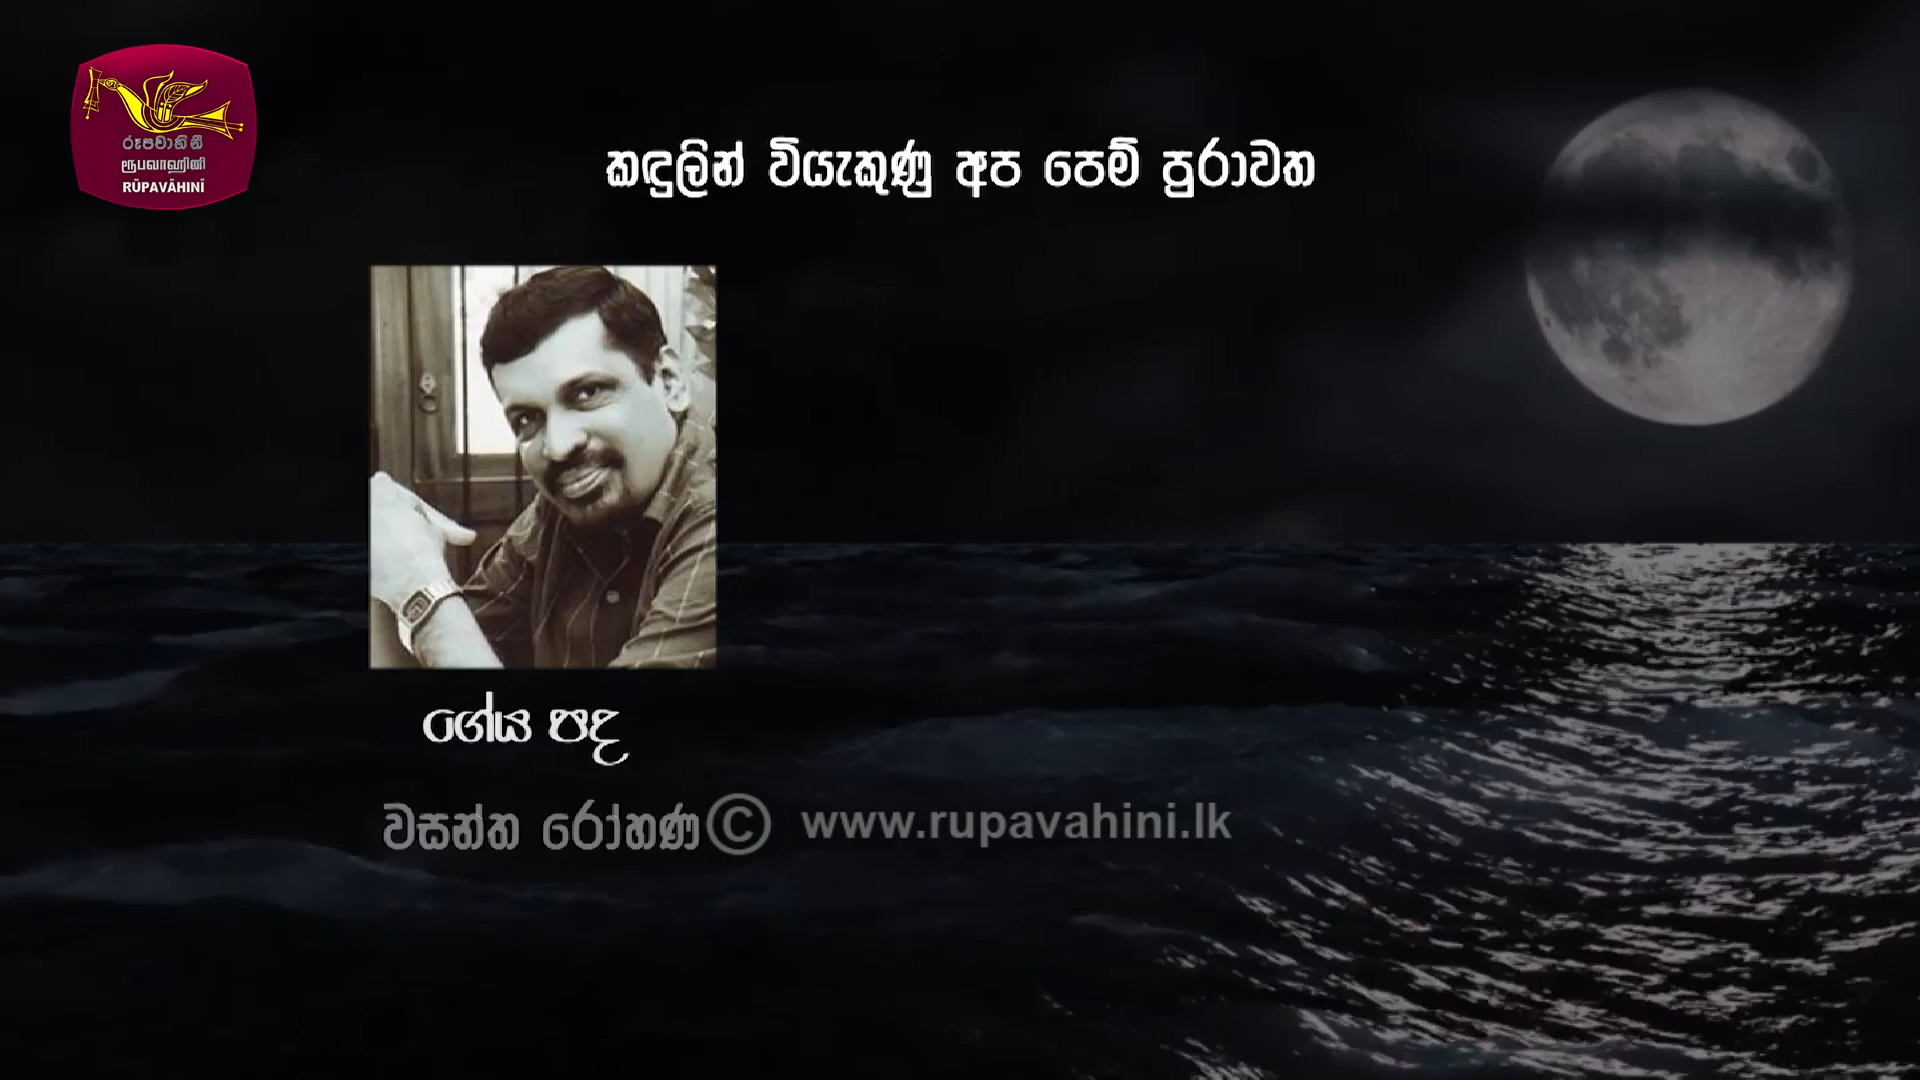 රූපවාහිනී
ரூபவாஹினி
RŪPAVĀHINĪ
කඳුලින් වියැකුණු අප පෙම් පුරාවත
ගේය පද
වසන්ත රෝහණ
© www.rupavahini.lk